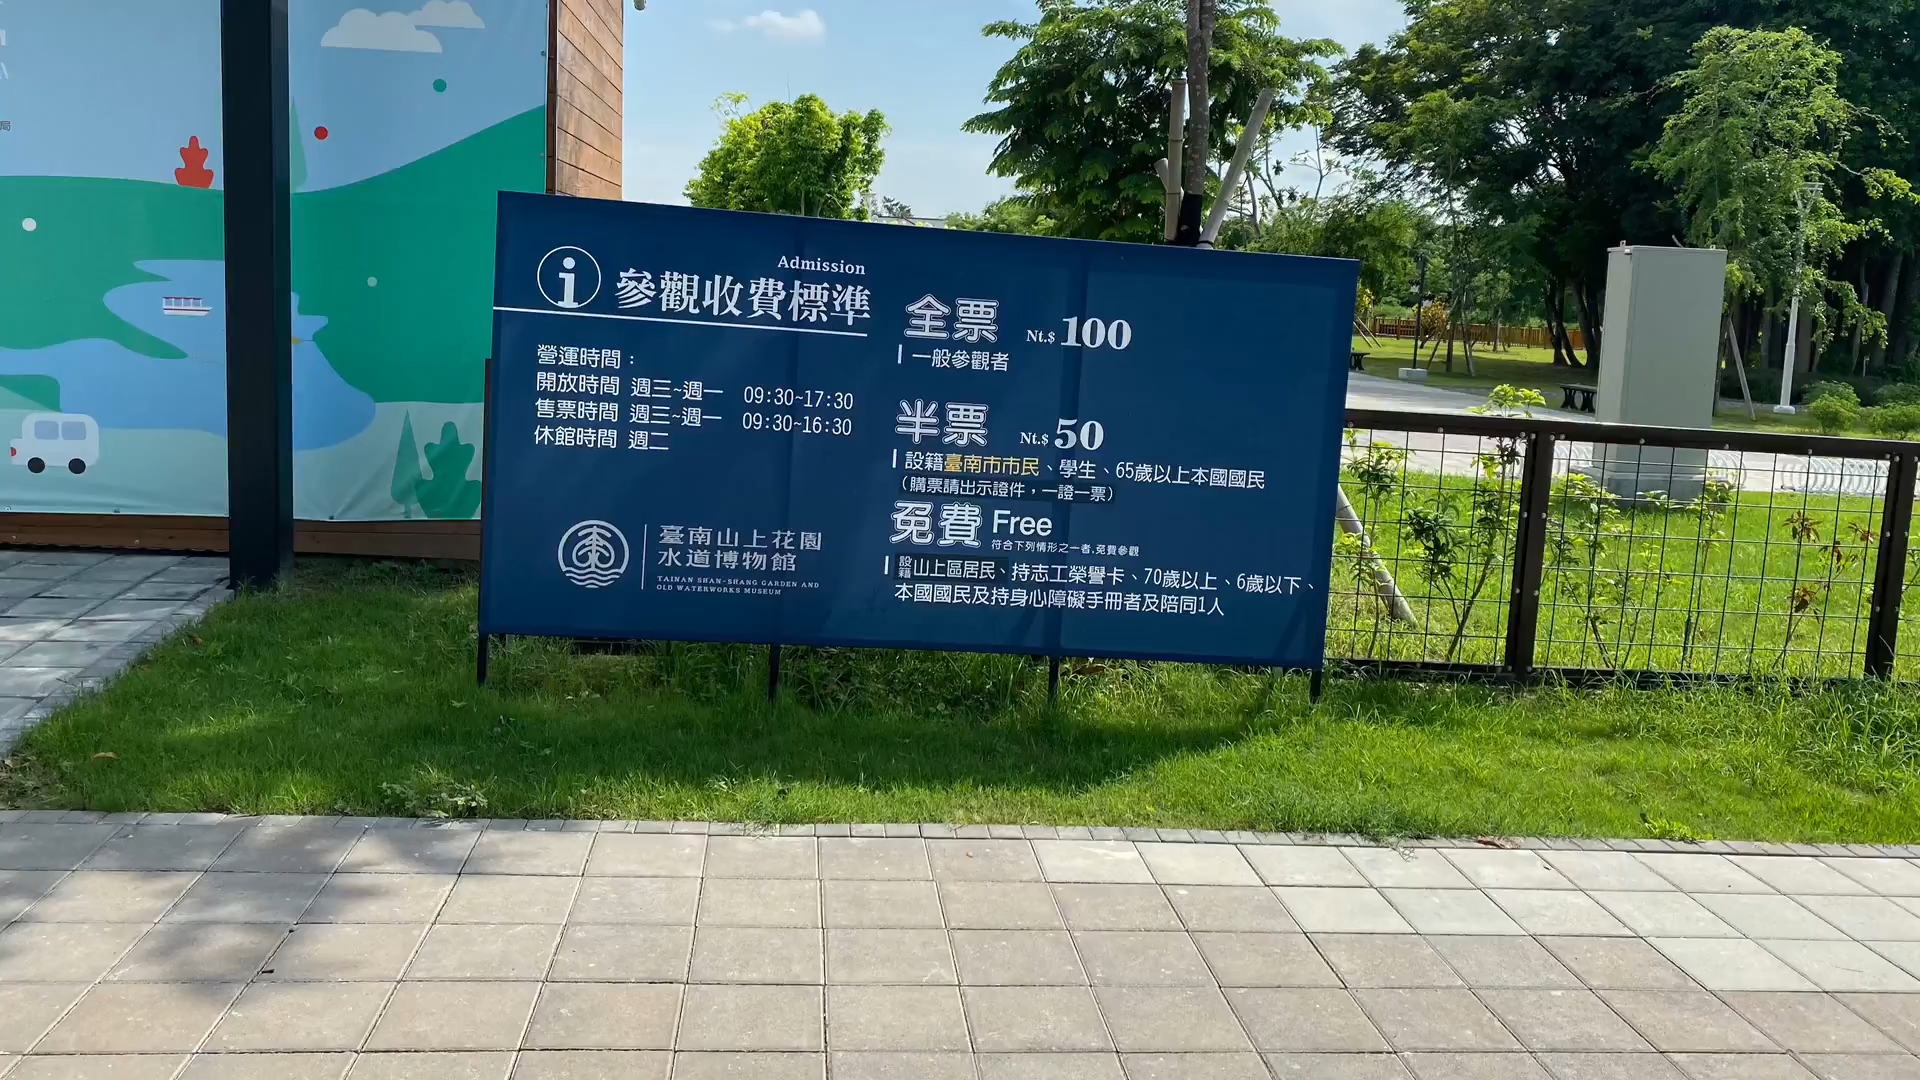 局
Admission
參觀收費標準
營運時間：
開放時間 週三~週一 09:30~17:30
售票時間 週三~週一 09:30~16:30
休館時間 週二
臺南山上花園
水道博物館
TAINAN SHAN-SHANG GARDEN AND
OLD WATERWORKS MUSEUM
全票 Nt.$ 100
一般參觀者
半票 Nt.$ 50
設籍臺南市市民、學生、65歲以上本國國民
（購票請出示證件，一證一票）
免費 Free
符合下列情形之一者,免費參觀
設籍山上區居民、持志工榮譽卡、70歲以上、6歲以下、
本國國民及持身心障礙手冊者及陪同1人